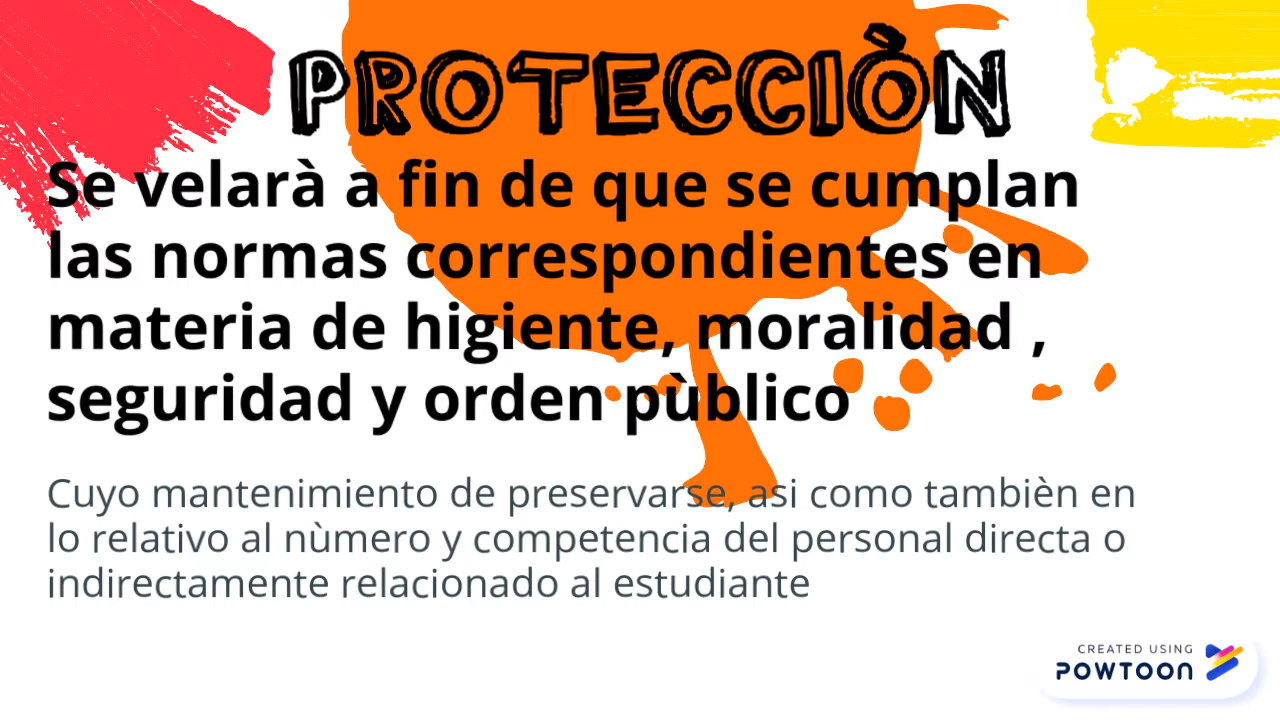 PROTECCIÒN
Se velarà a fin de que se cumplan
las normas correspondientes en
materia de higiente, moralidad ,
seguridad y orden pùblico
Cuyo mantenimiento de preservarse, asi como tambièn en
lo relativo al nùmero y competencia del personal directa o
indirectamente relacionado al estudiante
CREATED USING
POWTOON